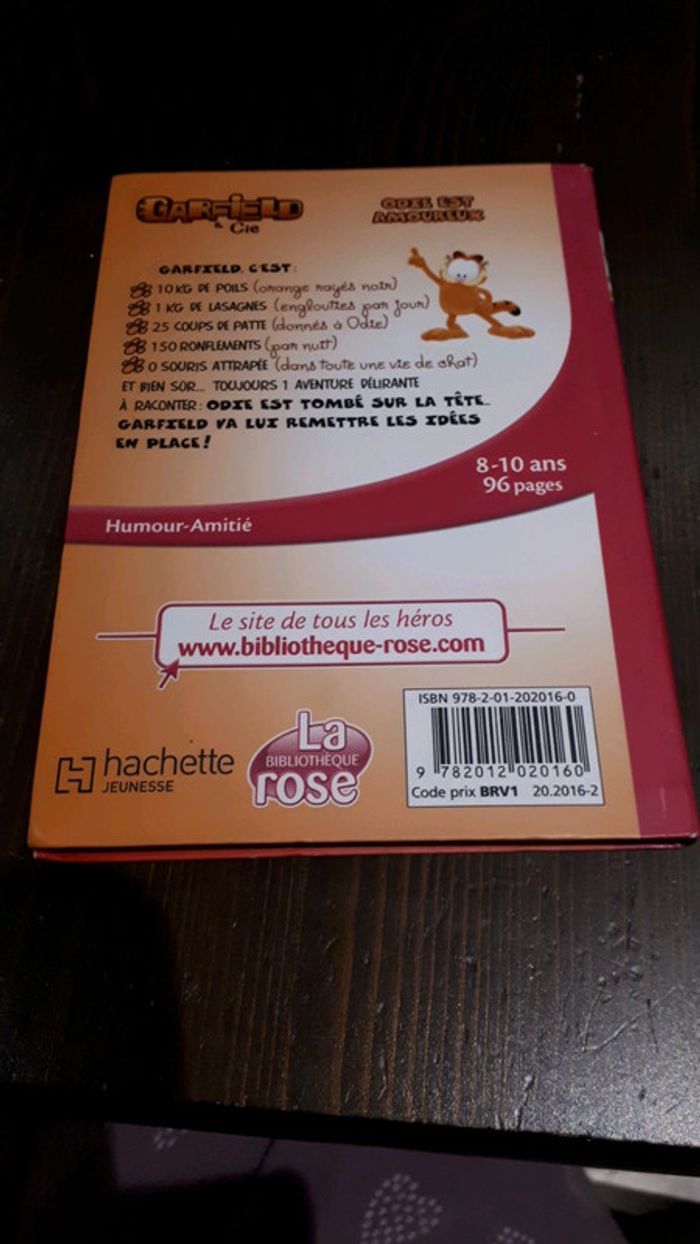 GARFIELD
& Cie
ODIE EST
AMOUREUX
GARFIELD, C'EST :
10 KG DE POILS (orange rayés noir)
1 KG DE LASAGNES (englouties par jour)
25 COUPS DE PATTE (donnés à Odie)
150 RONFLEMENTS (par nuit)
0 SOURIS ATTRAPÉE (dans toute une vie de chat)
ET BIEN SÛR... TOUJOURS 1 AVENTURE DÉLIRANTE
À RACONTER : ODIE EST TOMBÉ SUR LA TÊTE.
GARFIELD VA LUI REMETTRE LES IDÉES
EN PLACE !
8-10 ans
96 pages
Humour-Amitié
Le site de tous les héros
www.bibliotheque-rose.com
hachette
JEUNESSE
La
BIBLIOTHÈQUE
rose
ISBN 978-2-01-202016-0
9 782012 020160
Code prix BRV1 20.2016-2